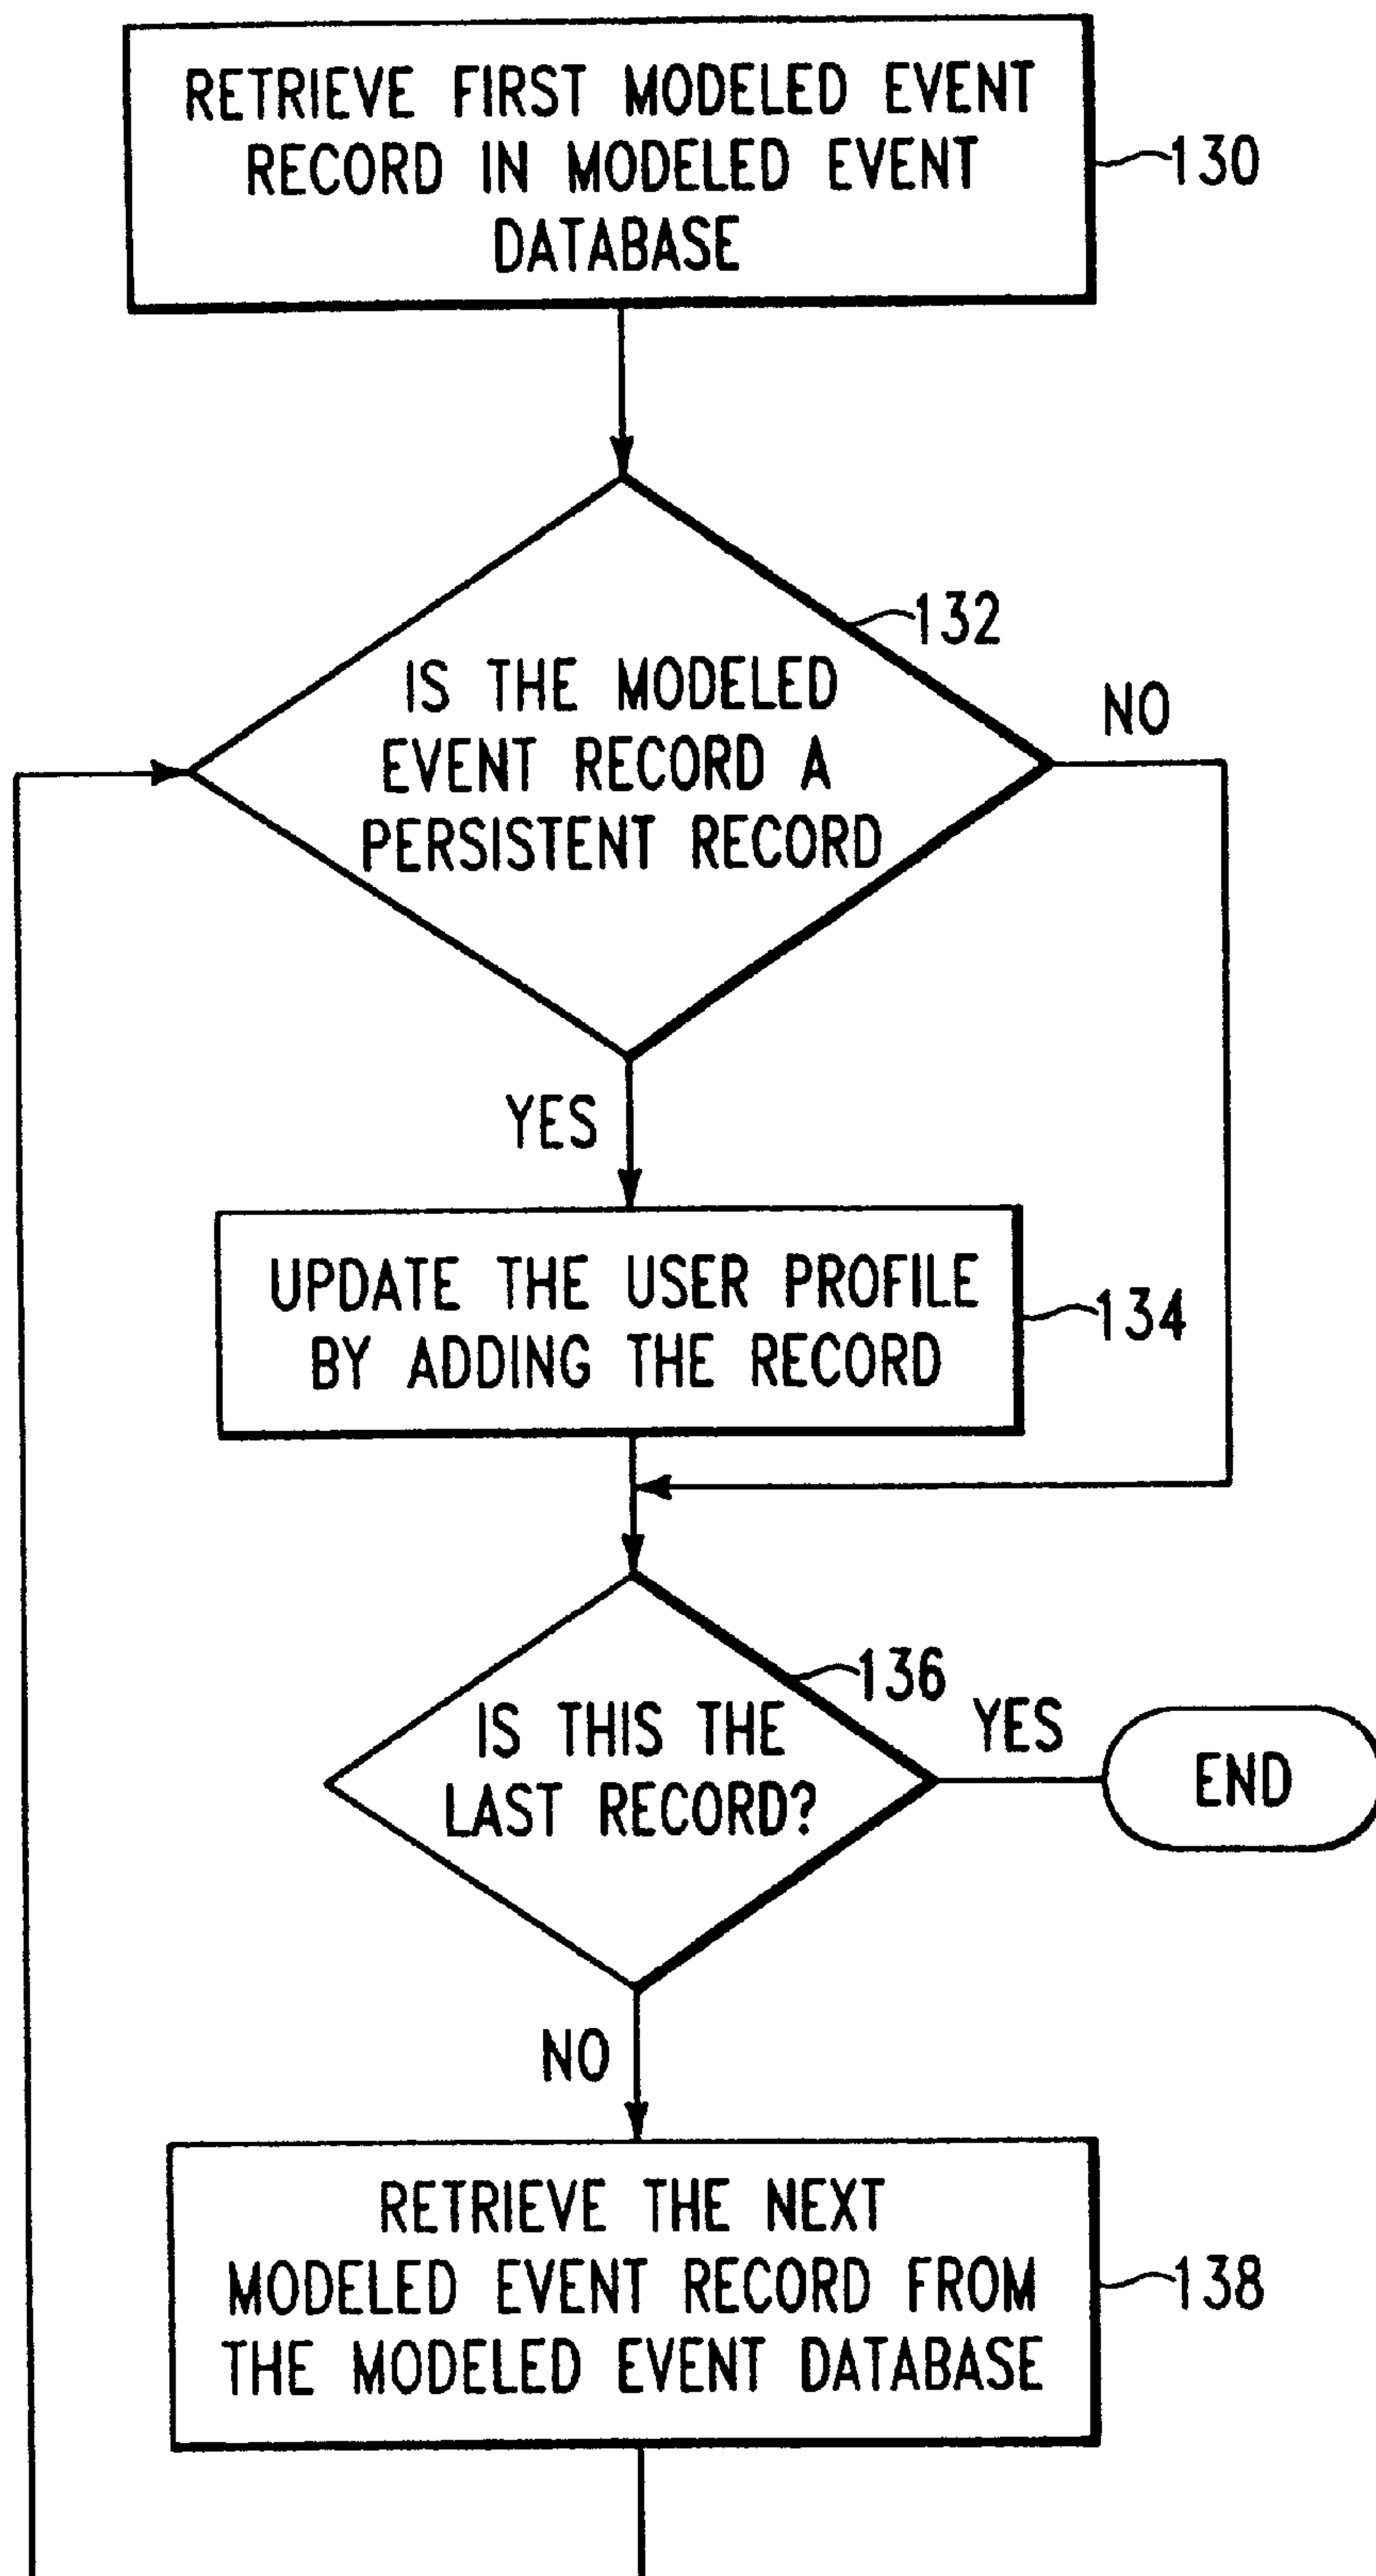 RETRIEVE FIRST MODELED EVENT
RECORD IN MODELED EVENT
DATABASE
130
132
IS THE MODELED
EVENT RECORD A
PERSISTENT RECORD
NO
YES
UPDATE THE USER PROFILE
BY ADDING THE RECORD
134
136
IS THIS THE
LAST RECORD?
YES
END
NO
RETRIEVE THE NEXT
MODELED EVENT RECORD FROM
THE MODELED EVENT DATABASE
138